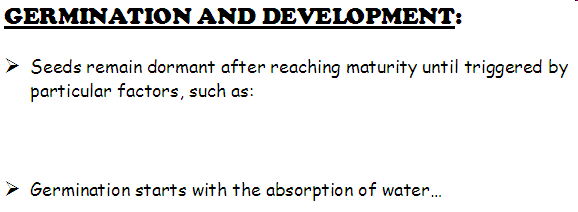 GERMINATION AND DEVELOPMENT:
➢ Seeds remain dormant after reaching maturity until triggered by
particular factors, such as:
➢ Germination starts with the absorption of water…